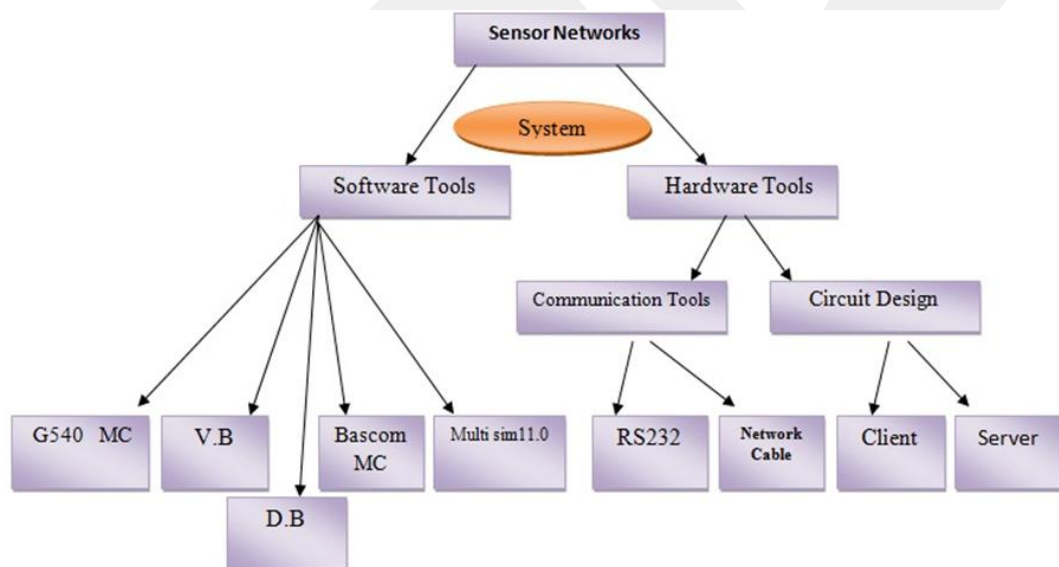 Sensor Networks
System
Software Tools
Hardware Tools
Communication Tools
Circuit Design
G540 MC
V.B
D.B
Bascom
MC
Multi sim11.0
RS232
Network
Cable
Client
Server